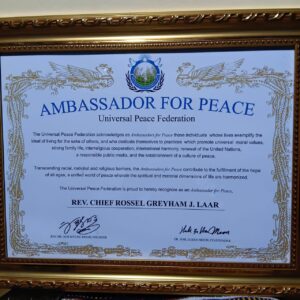 AMBASSADOR FOR PEACE
Universal Peace Federation
The Universal Peace Federation acknowledges as Ambassadors for Peace those individuals whose lives exemplify the
ideal of living for the sake of others, and who dedicate themselves to practices which promote universal moral values,
strong family life, interreligious cooperation, international harmony, renewal of the United Nations,
a responsible public media, and the establishment of a culture of peace.
Transcending racial, national and religious barriers, the Ambassadors for Peace contribute to the fulfillment of the hope
of all ages, a unified world of peace wherein the spiritual and material dimensions of life are harmonized.
The Universal Peace Federation is proud to hereby recognize as an Ambassador for Peace,
REV. CHIEF ROSSEL GREYHAM J. LAAR